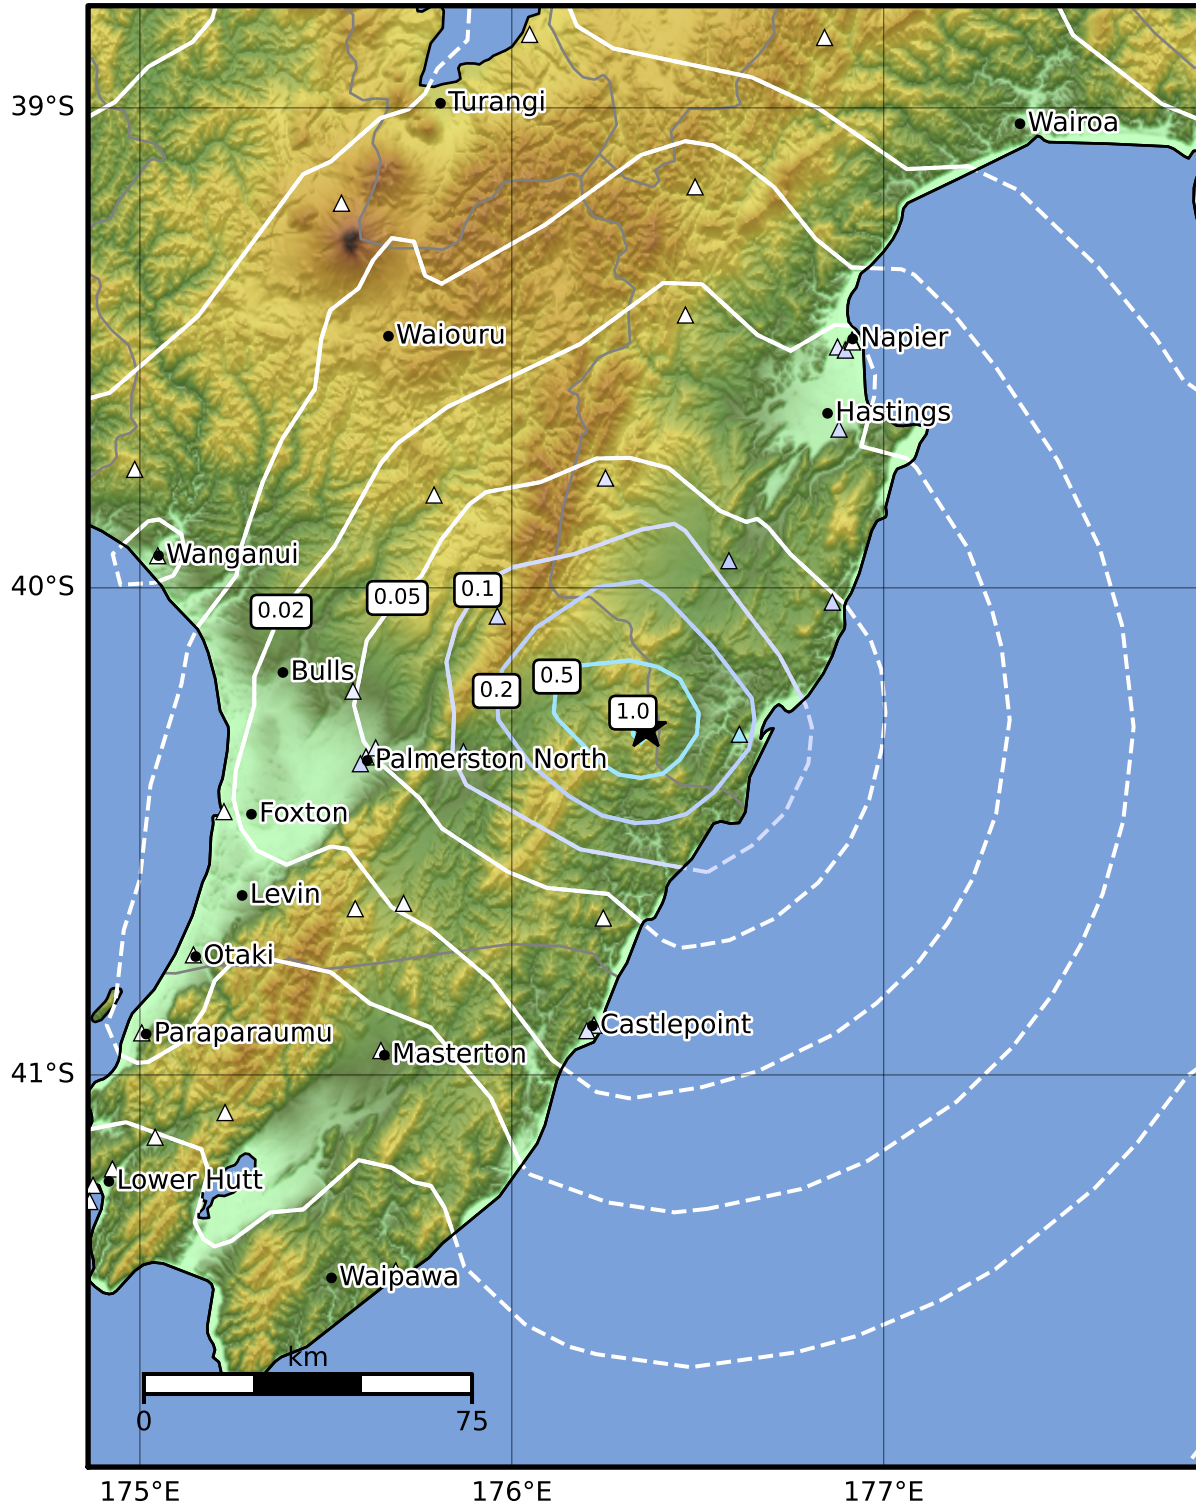 39°S
Turangi
Wairoa
Waiouru
Napier
Hastings
Wanganui
40°S
0.02
0.05
0.1
Bulls
0.2
0.5
1.0
Palmerston North
Foxton
Levin
Otaki
Castlepoint
Paraparaumu
Masterton
41°S
Lower Hutt
Waipawa
km
0
75
175°E
176°E
177°E